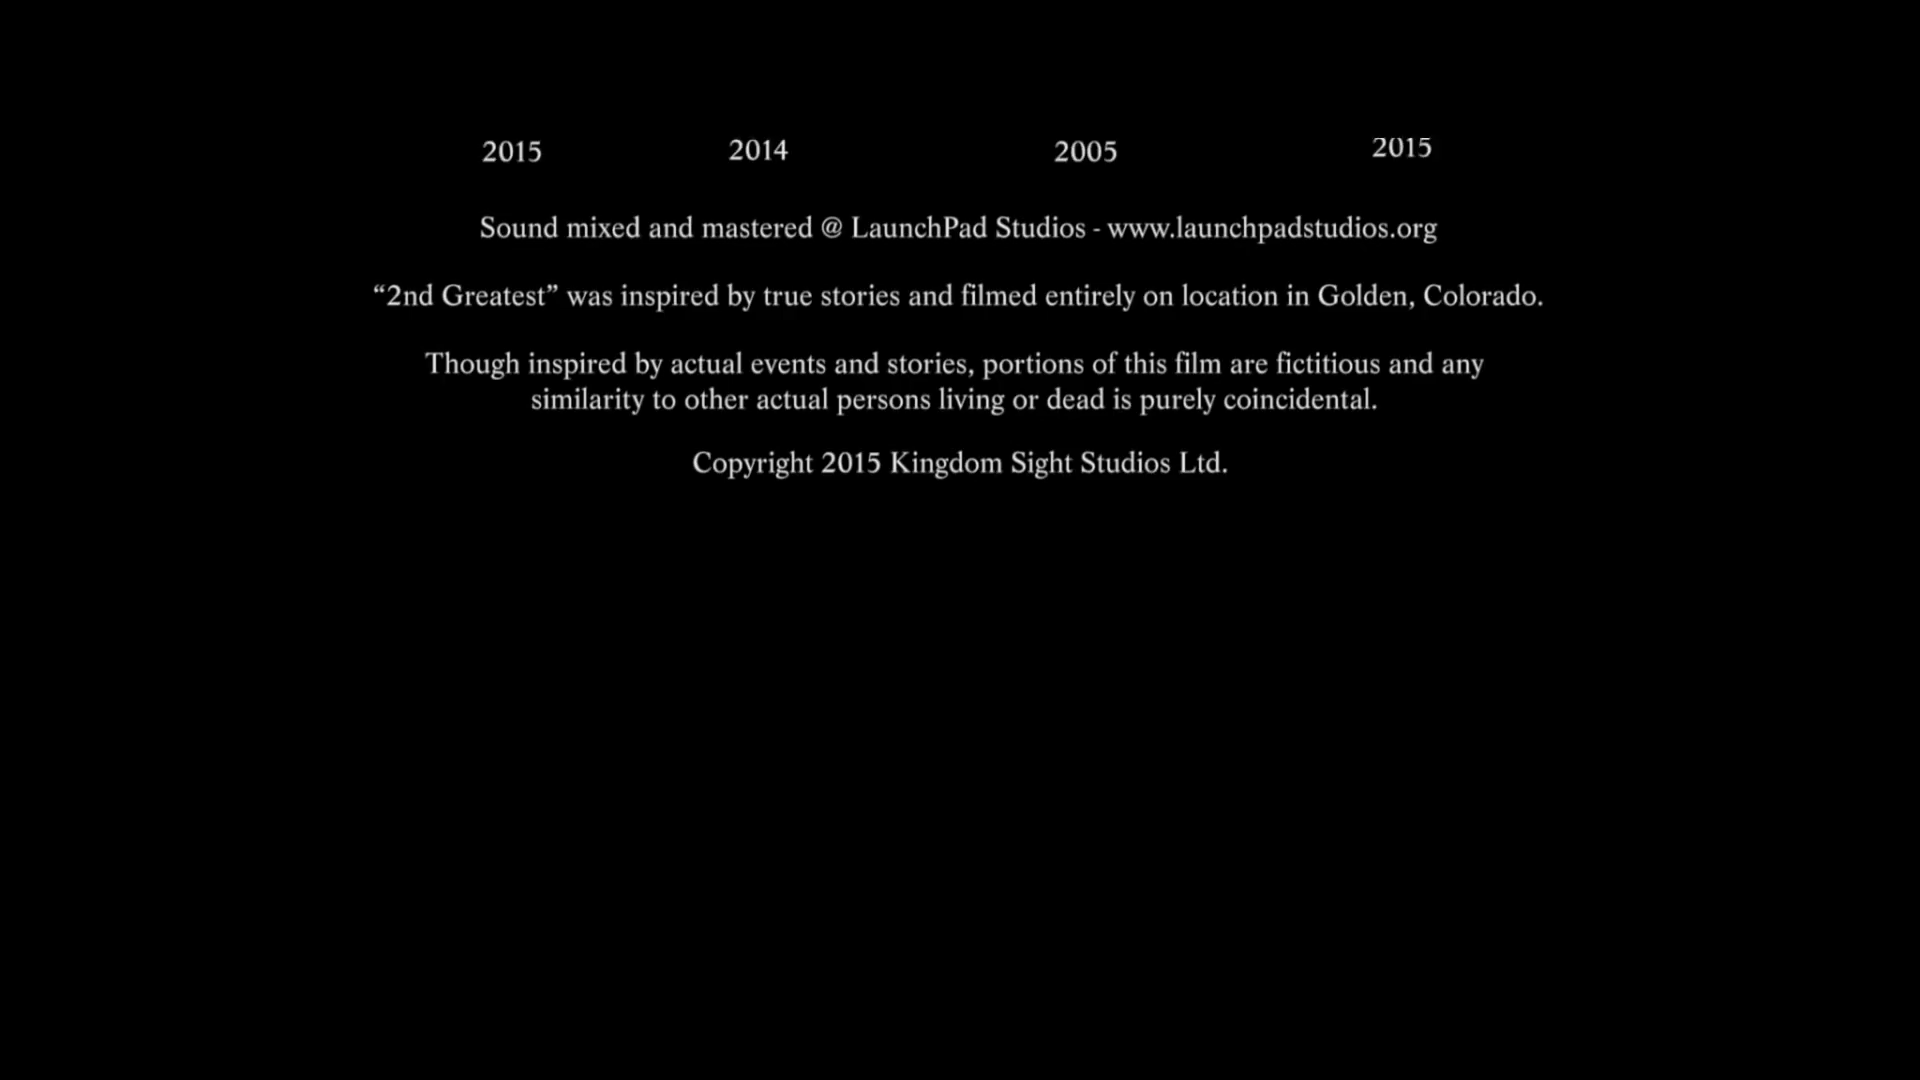 2015 2014 2005 2015
Sound mixed and mastered @ LaunchPad Studios - www.launchpadstudios.org
“2nd Greatest” was inspired by true stories and filmed entirely on location in Golden, Colorado.
Though inspired by actual events and stories, portions of this film are fictitious and any
similarity to other actual persons living or dead is purely coincidental.
Copyright 2015 Kingdom Sight Studios Ltd.